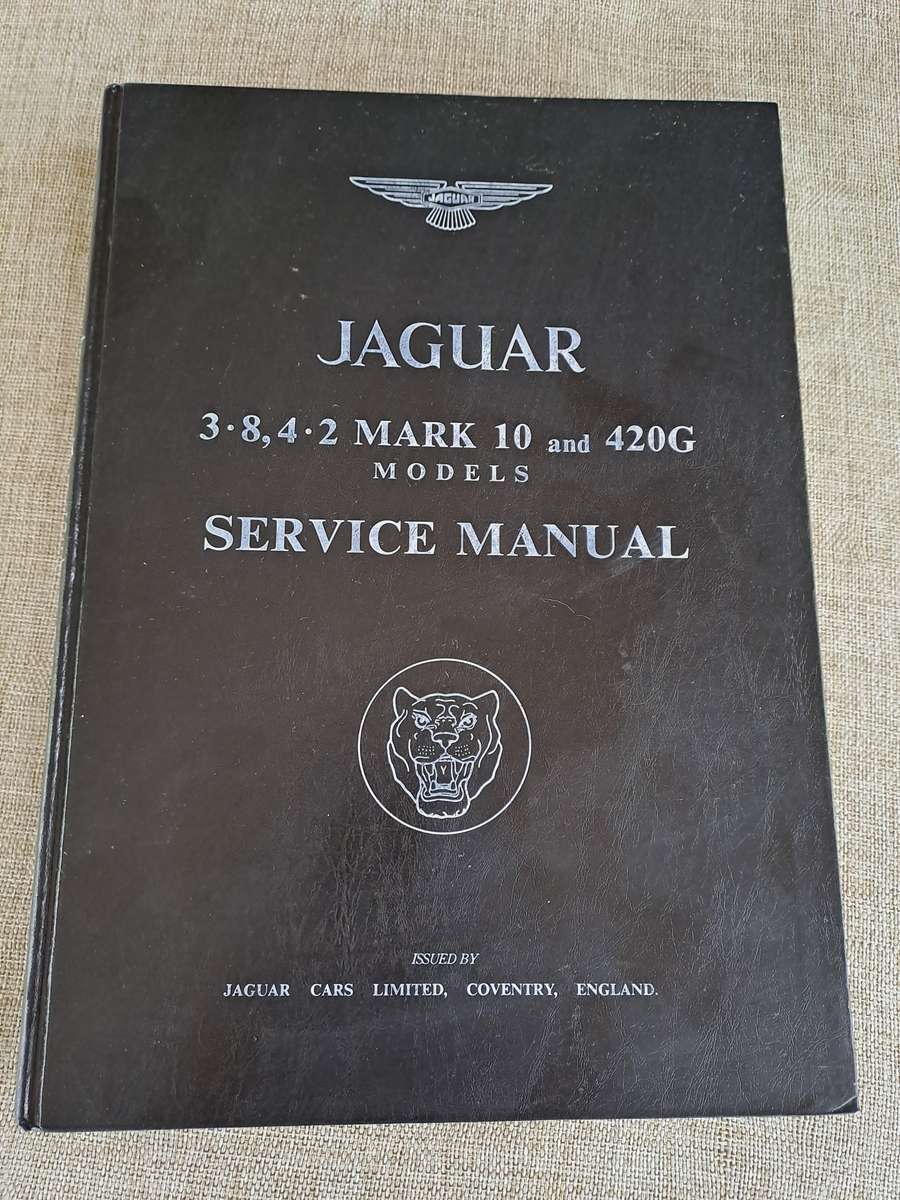 JAGUAR
JAGUAR
3·8, 4·2 MARK 10 and 420G
MODELS
SERVICE MANUAL
ISSUED BY
JAGUAR CARS LIMITED, COVENTRY, ENGLAND.